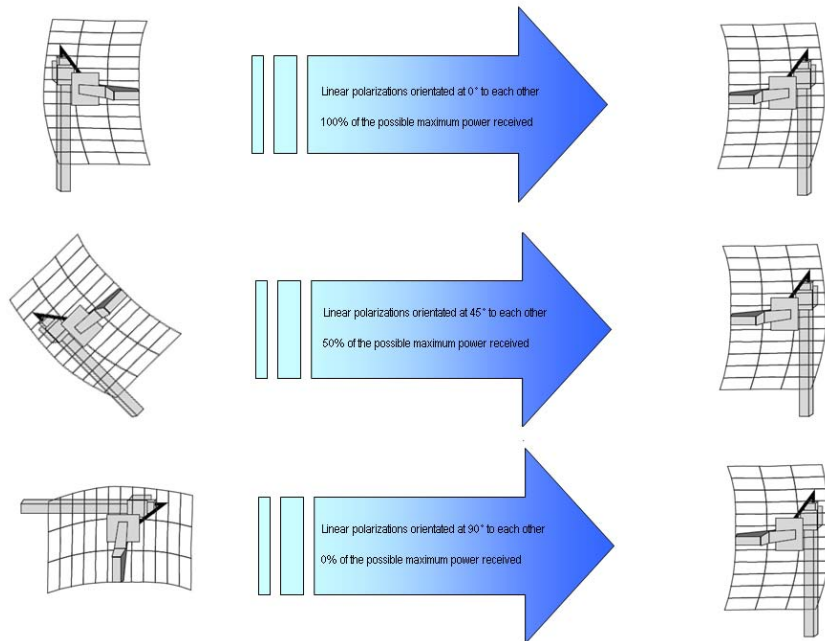 Linear polarizations orientated at 0° to each other
100% of the possible maximum power received
Linear polarizations orientated at 45° to each other
50% of the possible maximum power received
Linear polarizations orientated at 90° to each other
0% of the possible maximum power received